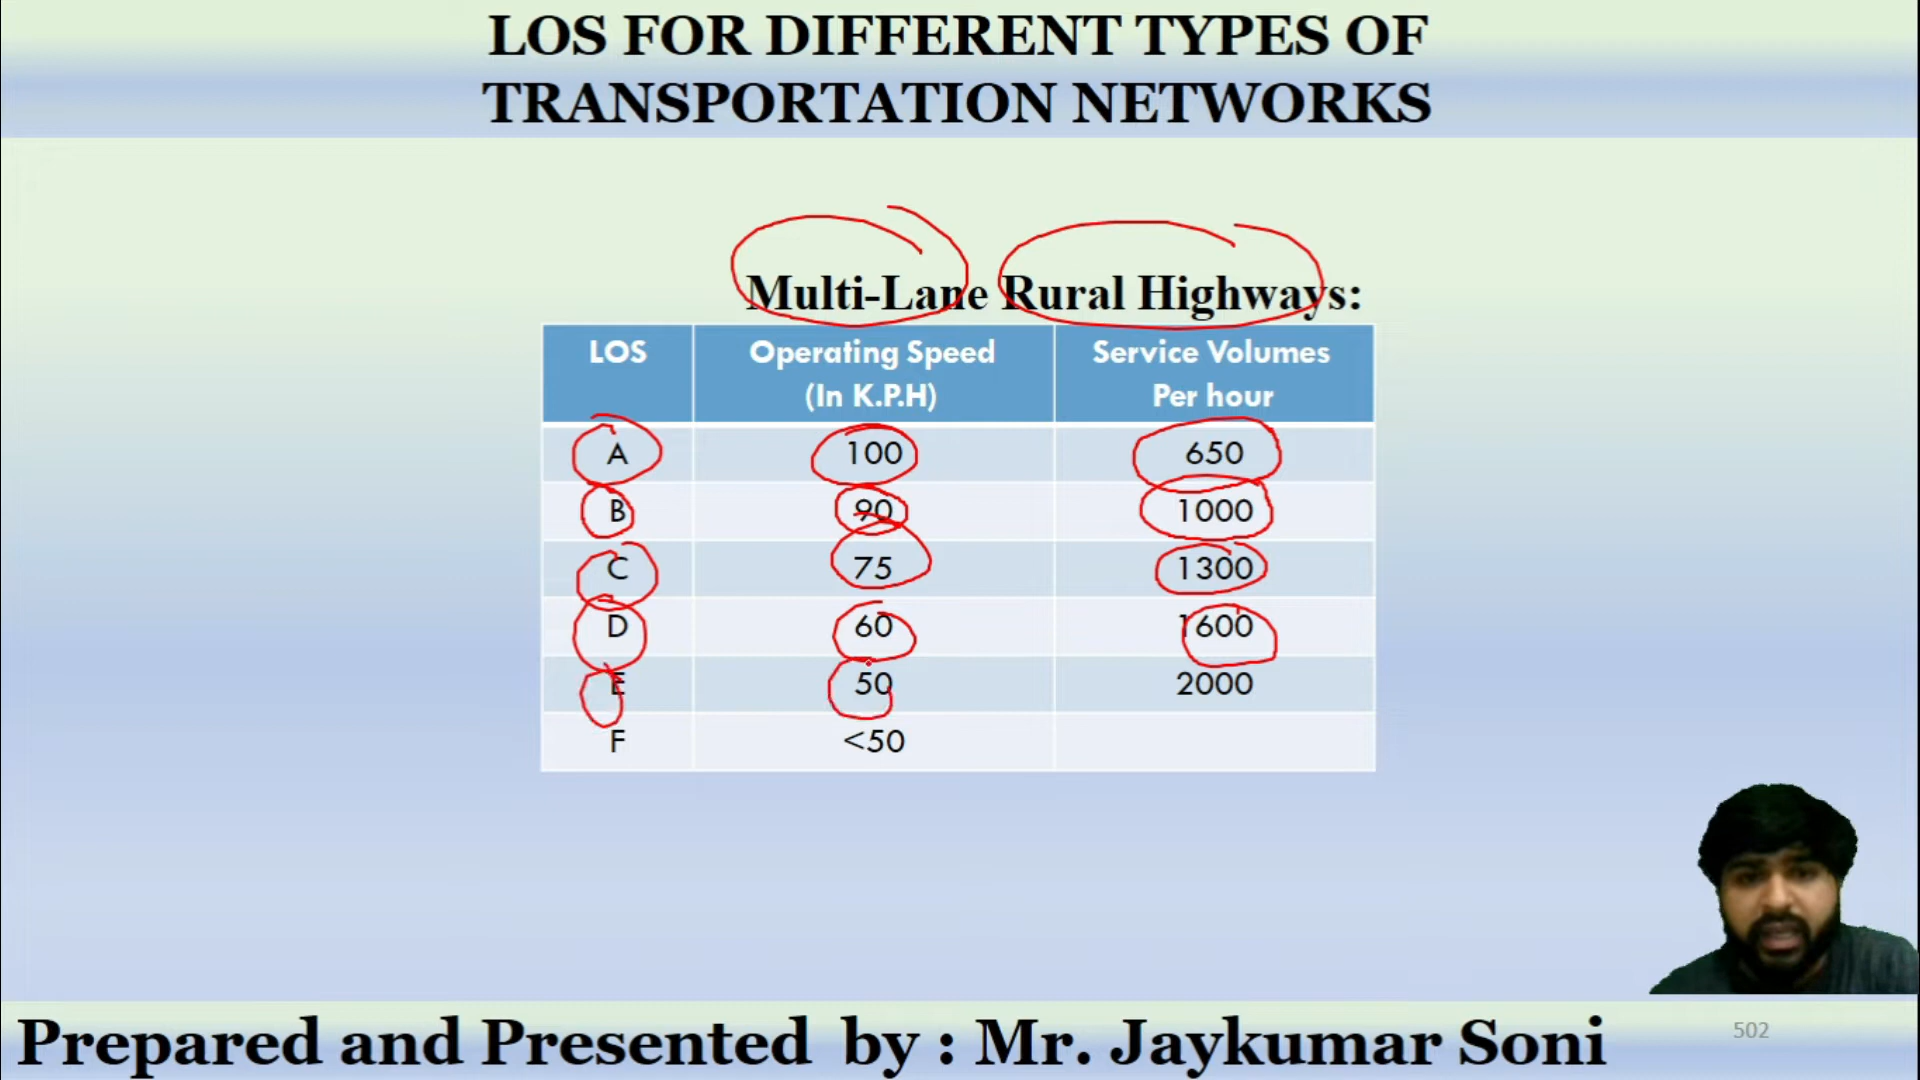 LOS FOR DIFFERENT TYPES OF
TRANSPORTATION NETWORKS
Multi-Lane Rural Highways:
LOS Operating Speed (In K.P.H) Service Volumes Per hour
A 100 650
B 90 1000
C 75 1300
D 60 1600
E 50 2000
F <50
Prepared and Presented by : Mr. Jaykumar Soni
502